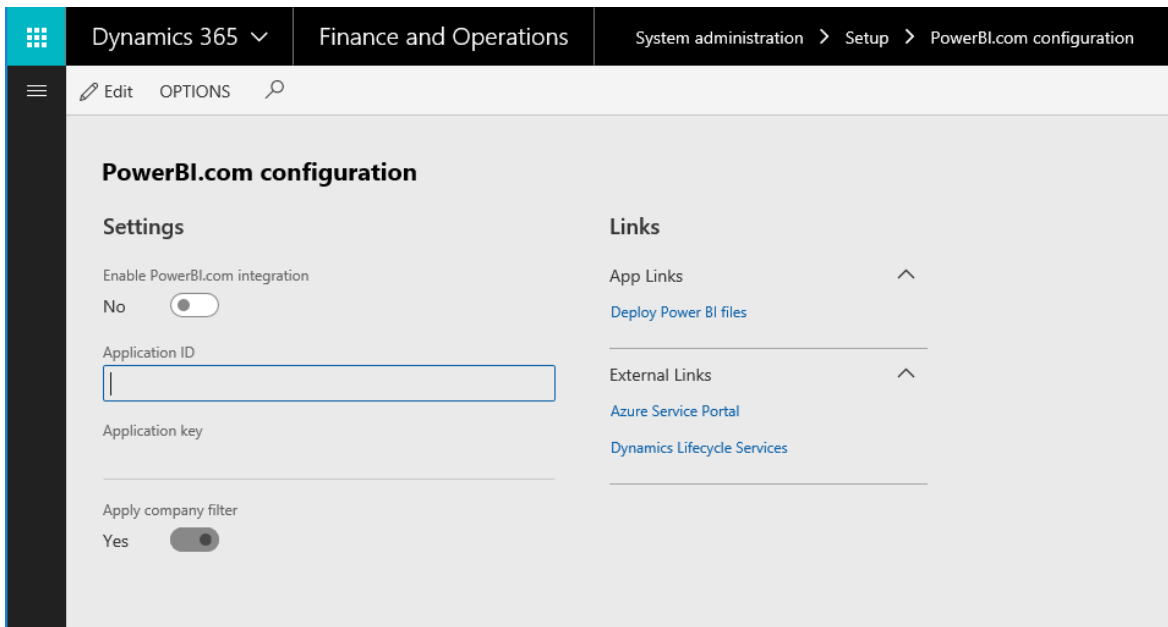 Dynamics 365 Finance and Operations System administration > Setup > PowerBI.com configuration
Edit OPTIONS
PowerBI.com configuration
Settings
Enable PowerBI.com integration
No
Application ID
Application key
Apply company filter
Yes
Links
App Links
Deploy Power BI files
External Links
Azure Service Portal
Dynamics Lifecycle Services